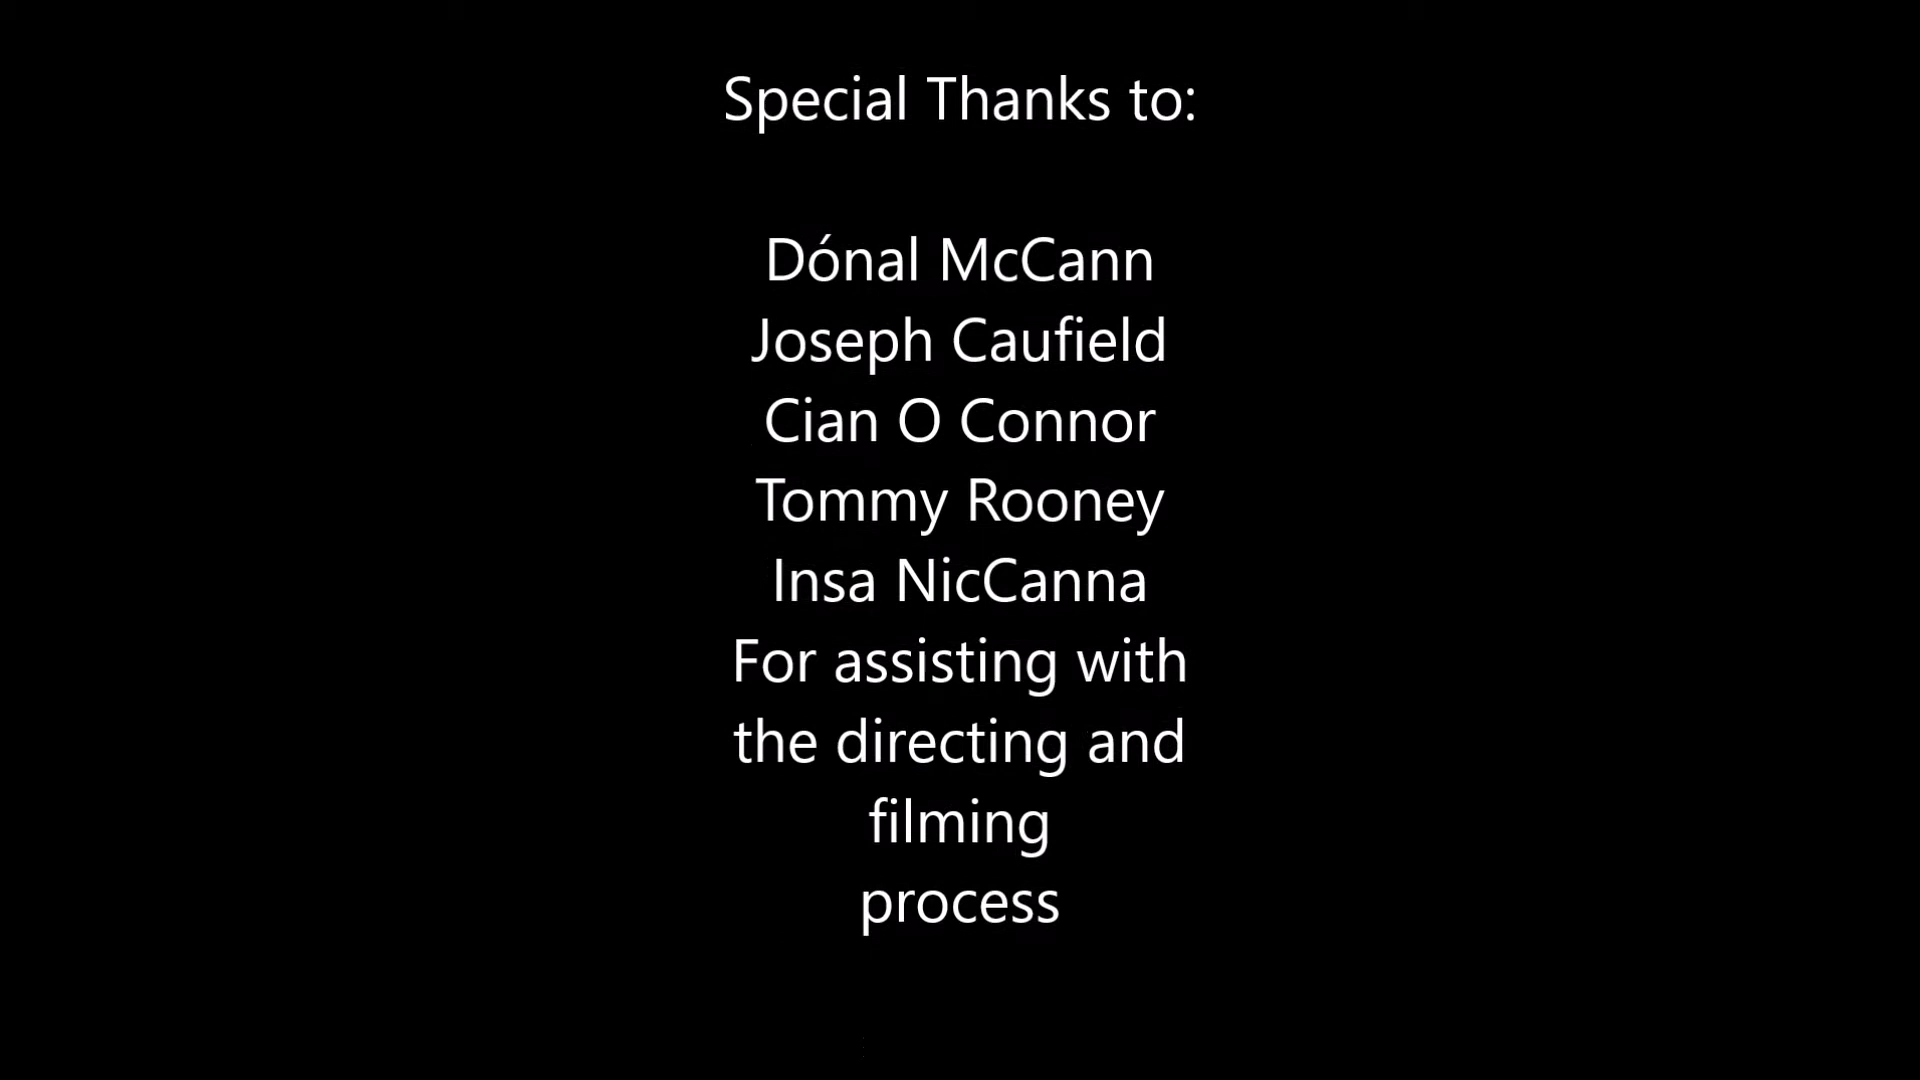 Special Thanks to:
Dónal McCann
Joseph Caufield
Cian O Connor
Tommy Rooney
Insa NicCanna
For assisting with
the directing and
filming
process